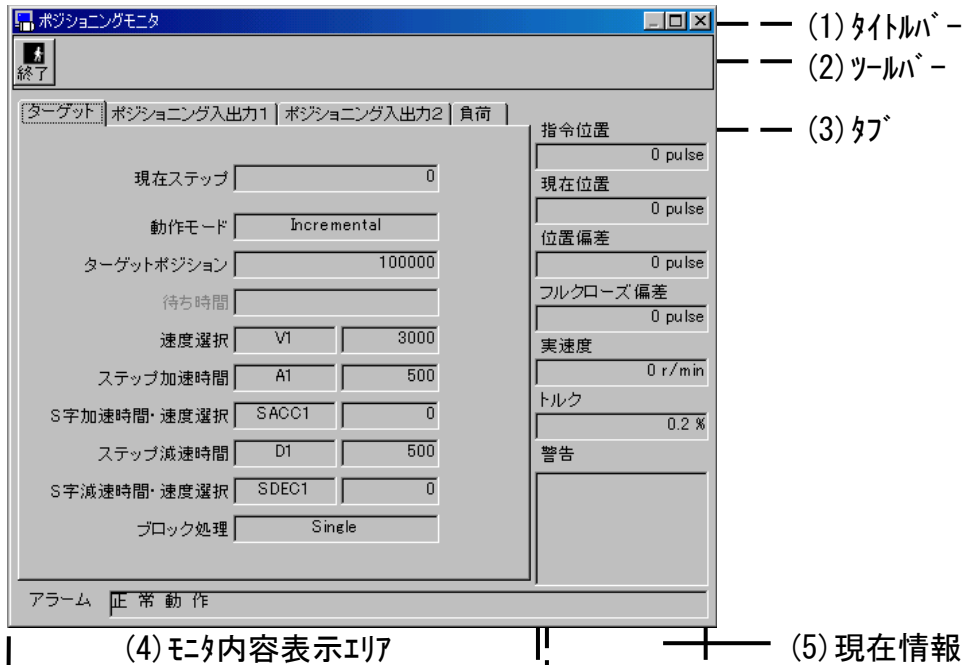 ポジショニングモニタ
(1) ﾀｲﾄﾙﾊﾞｰ
終了
(2) ﾂｰﾙﾊﾞｰ
ターゲット ポジショニング入出力1 ポジショニング入出力2 負荷
(3) ﾀﾌﾞ
現在ステップ 0
動作モード Incremental
ターゲットポジション 100000
待ち時間
速度選択 V1 3000
ステップ加速時間 A1 500
S字加速時間・速度選択 SACC1 0
ステップ減速時間 D1 500
S字減速時間・速度選択 SDEC1 0
ブロック処理 Single
指令位置
0 pulse
現在位置
0 pulse
位置偏差
0 pulse
フルクローズ偏差
0 pulse
実速度
0 r/min
トルク
0.2 %
警告
アラーム 正常動作
(4) ﾓﾆﾀ内容表示ｴﾘｱ
(5) 現在情報